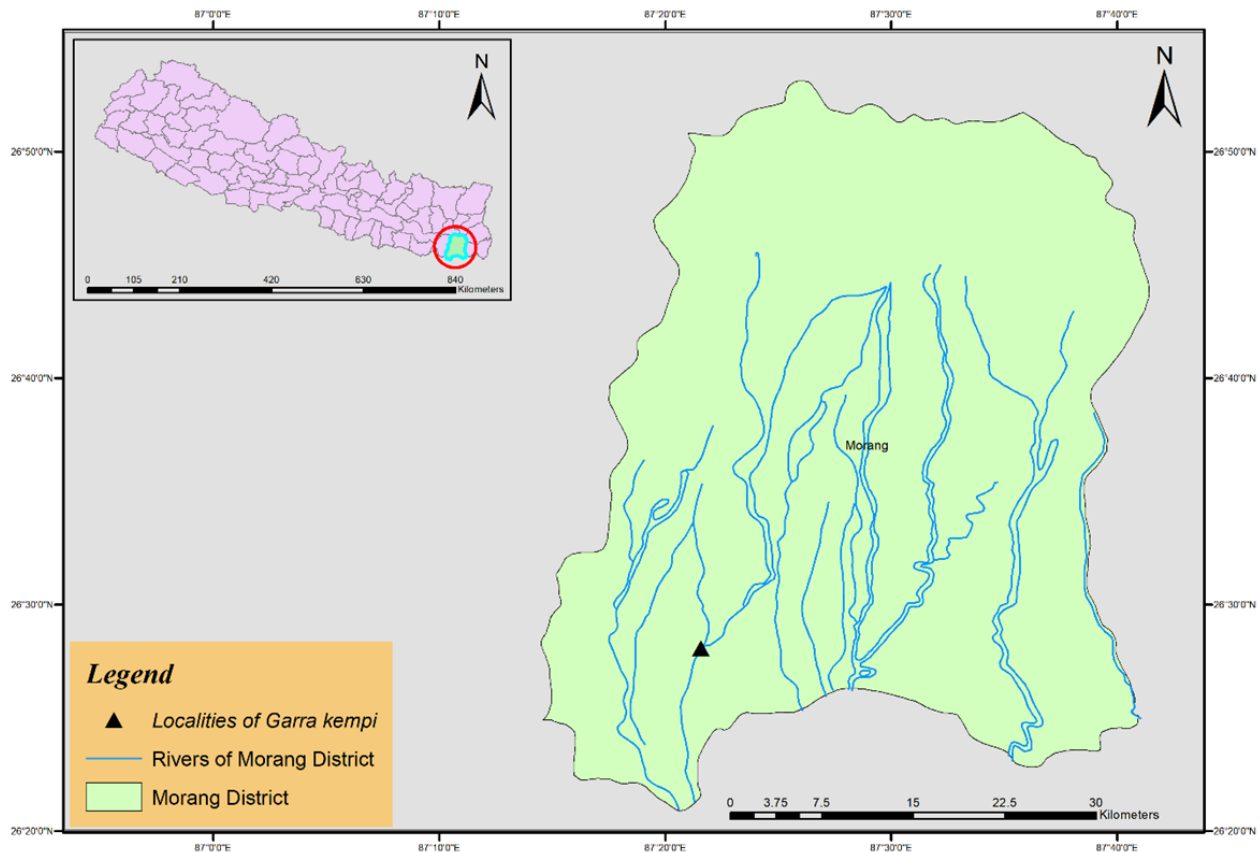 87°0'0"E 87°10'0"E 87°20'0"E 87°30'0"E 87°40'0"E
N
N
26°50'0"N 26°50'0"N
0 105 210 420 630 840
Kilometers
26°40'0"N 26°40'0"N
Morang
26°30'0"N 26°30'0"N
Legend
Localities of Garra kempi
Rivers of Morang District
Morang District
0 3.75 7.5 15 22.5 30
Kilometers
26°20'0"N 26°20'0"N
87°0'0"E 87°10'0"E 87°20'0"E 87°30'0"E 87°40'0"E